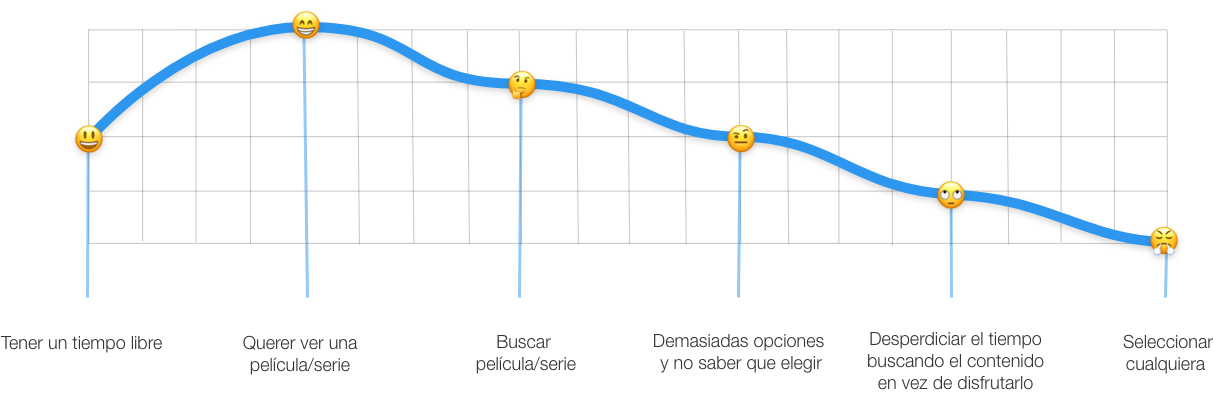 Tener un tiempo libre
Querer ver una
película/serie
Buscar
película/serie
Demasiadas opciones
y no saber que elegir
Desperdiciar el tiempo
buscando el contenido
en vez de disfrutarlo
Seleccionar
cualquiera